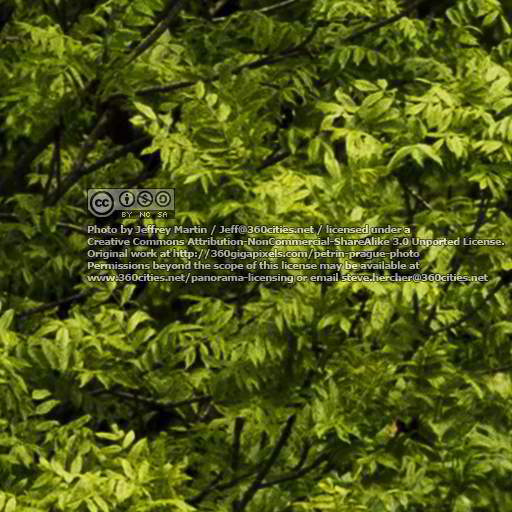 cc
BY NC SA
Photo by Jeffrey Martin / Jeff@360cities.net / licensed under a
Creative Commons Attribution-NonCommercial-ShareAlike 3.0 Unported License.
Original work at http://360gigapixels.com/petrin-prague-photo
Permissions beyond the scope of this license may be available at
www.360cities.net/panorama-licensing or email steve.hercher@360cities.net